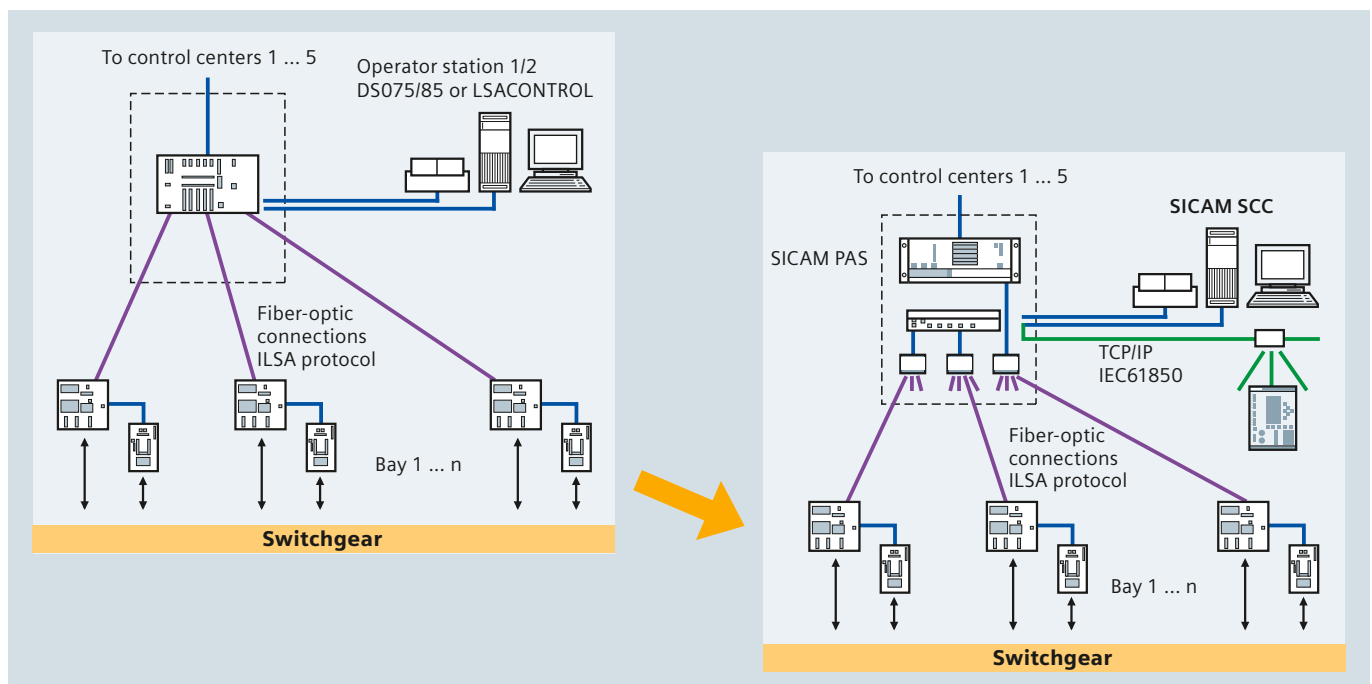 To control centers 1 ... 5
Operator station 1/2
DS075/85 or LSACONTROL
Fiber-optic
connections
ILSA protocol
Bay 1 ... n
Switchgear
To control centers 1 ... 5
SICAM SCC
SICAM PAS
TCP/IP
IEC61850
Fiber-optic
connections
ILSA protocol
Bay 1 ... n
Switchgear